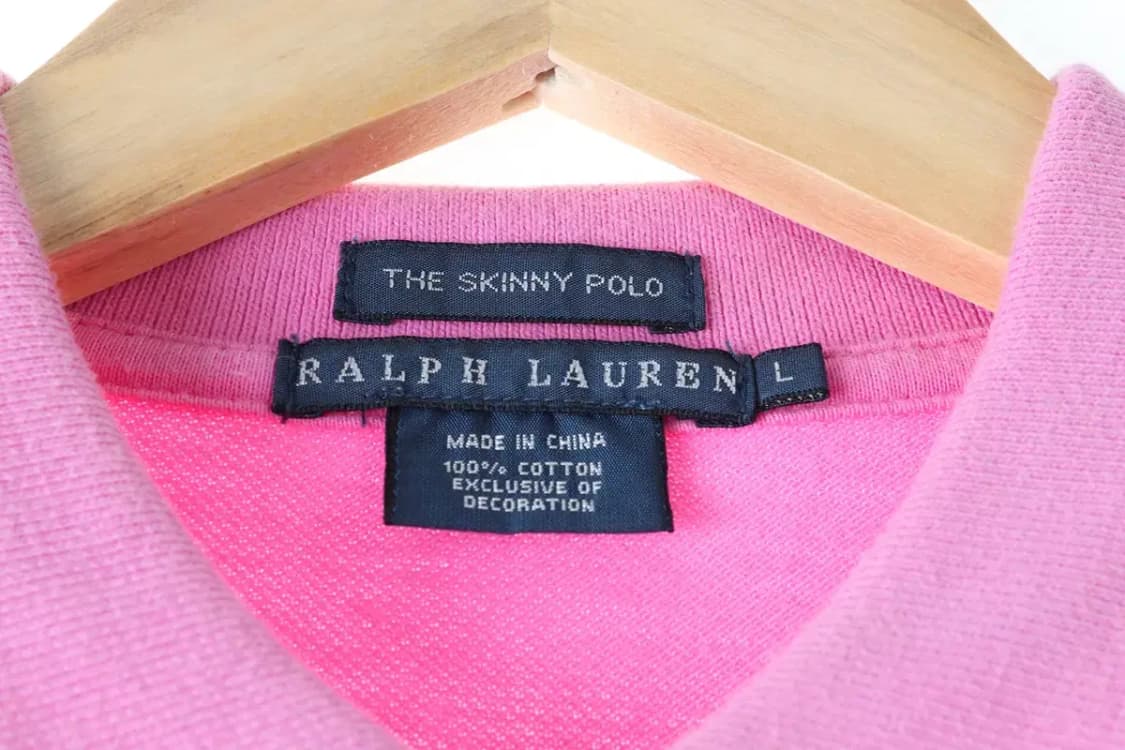 THE SKINNY POLO
RALPH LAUREN
L
MADE IN CHINA
100% COTTON
EXCLUSIVE OF
DECORATION